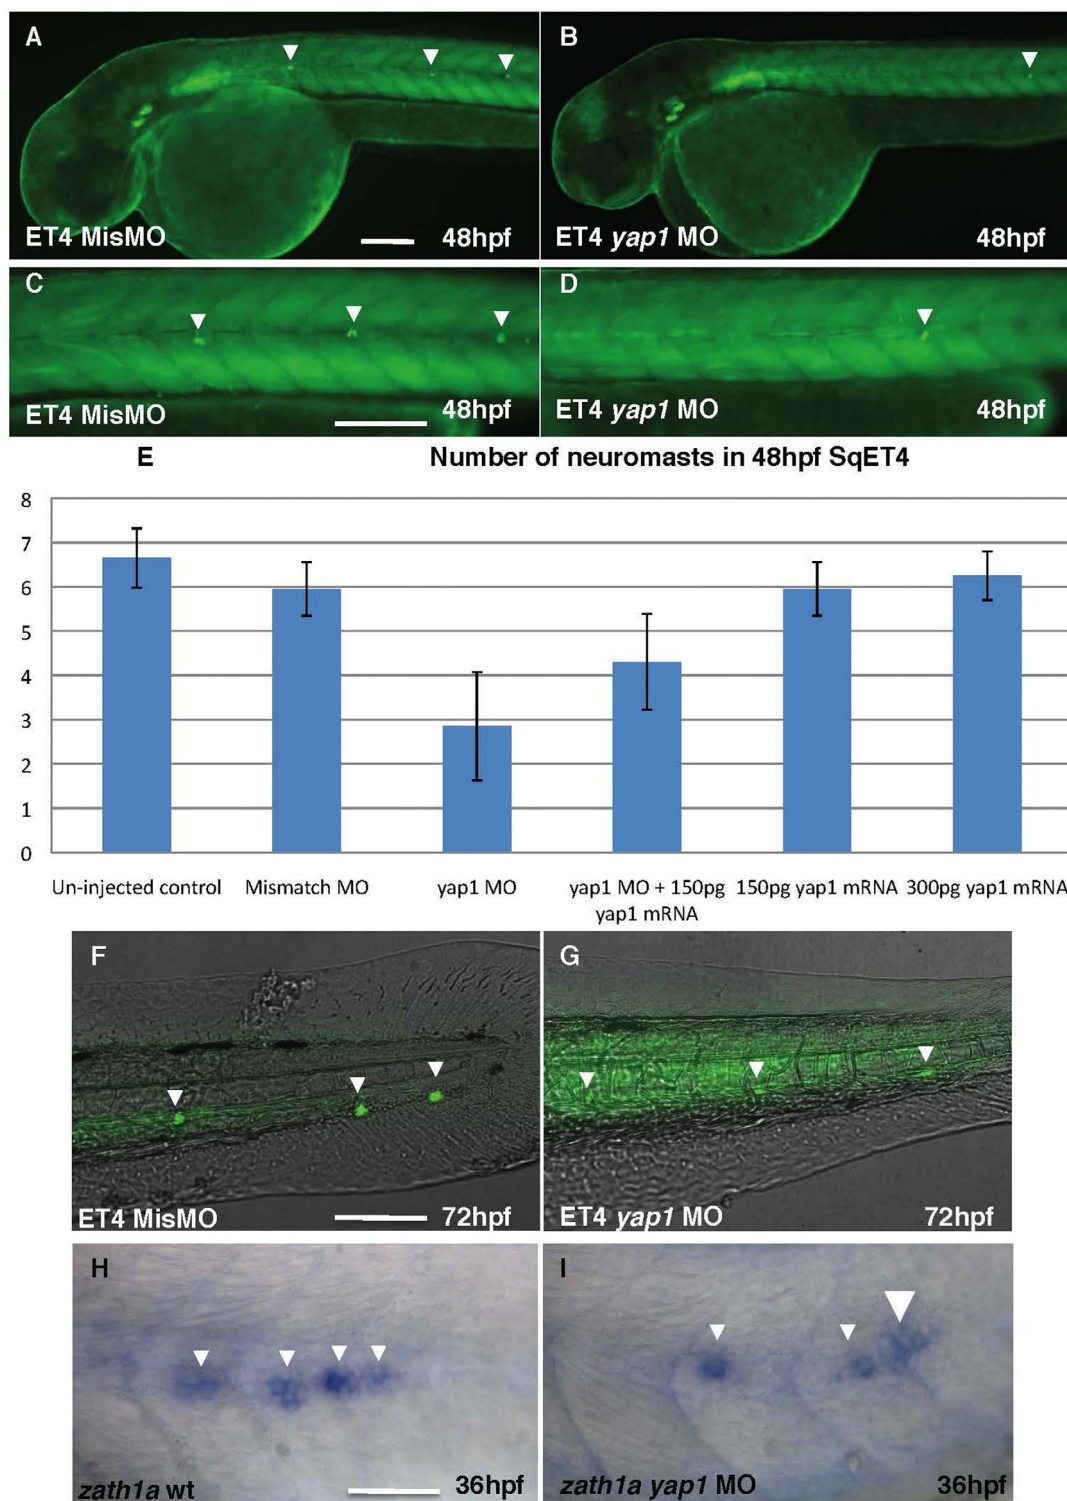 A
ET4 MisMO 48hpf
B
ET4 yap1 MO 48hpf
C
ET4 MisMO 48hpf
D
ET4 yap1 MO 48hpf
E Number of neuromasts in 48hpf SqET4
8
7
6
5
4
3
2
1
0
Un-injected control
Mismatch MO
yap1 MO
yap1 MO + 150pg
yap1 mRNA
150pg yap1 mRNA
300pg yap1 mRNA
F
ET4 MisMO 72hpf
G
ET4 yap1 MO 72hpf
H
zath1a wt 36hpf
I
zath1a yap1 MO 36hpf